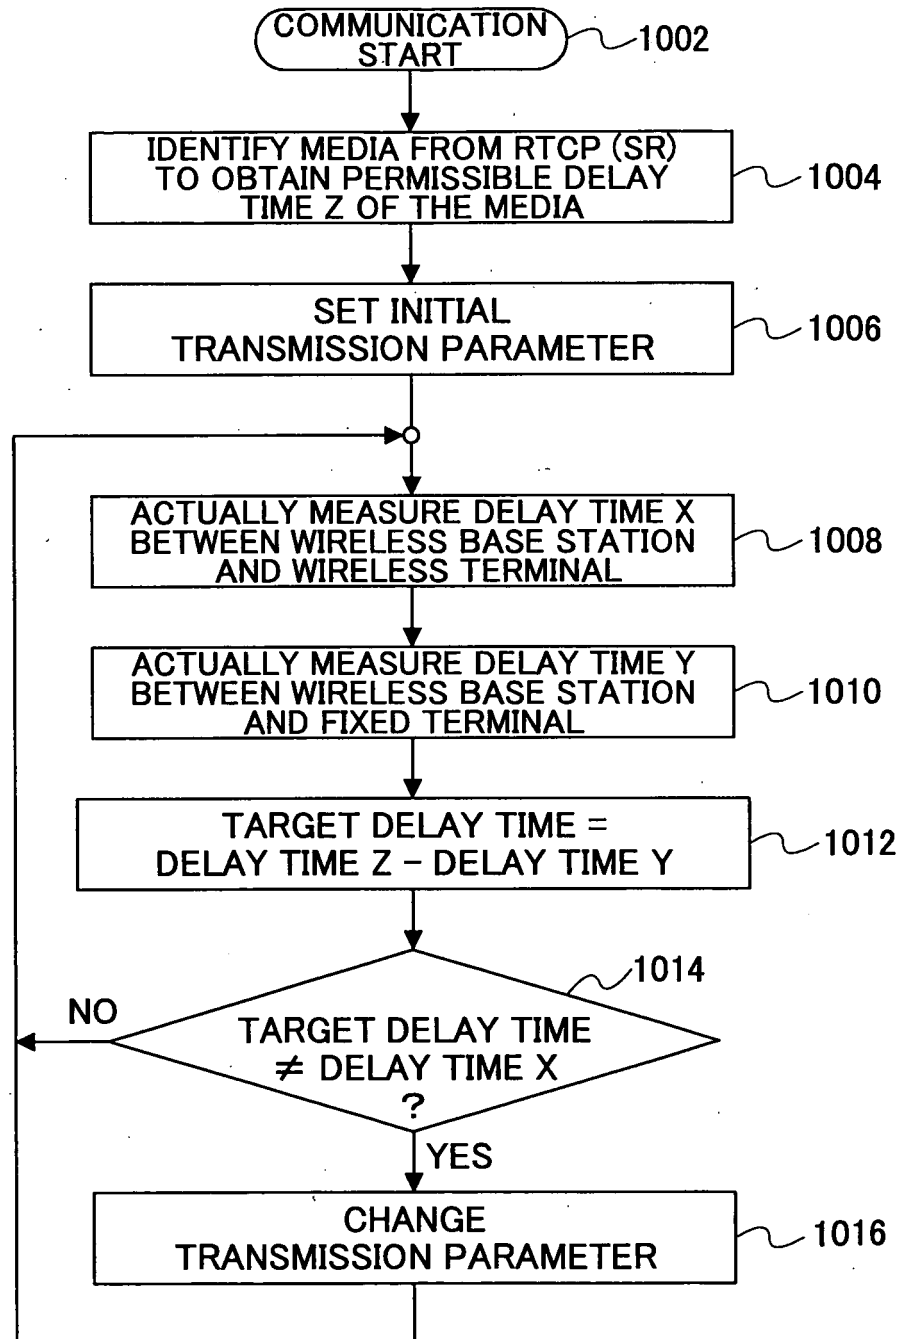 COMMUNICATION
START
1002
IDENTIFY MEDIA FROM RTCP (SR)
TO OBTAIN PERMISSIBLE DELAY
TIME Z OF THE MEDIA
1004
SET INITIAL
TRANSMISSION PARAMETER
1006
ACTUALLY MEASURE DELAY TIME X
BETWEEN WIRELESS BASE STATION
AND WIRELESS TERMINAL
1008
ACTUALLY MEASURE DELAY TIME Y
BETWEEN WIRELESS BASE STATION
AND FIXED TERMINAL
1010
TARGET DELAY TIME =
DELAY TIME Z – DELAY TIME Y
1012
1014
NO
TARGET DELAY TIME
≠ DELAY TIME X
?
YES
CHANGE
TRANSMISSION PARAMETER
1016